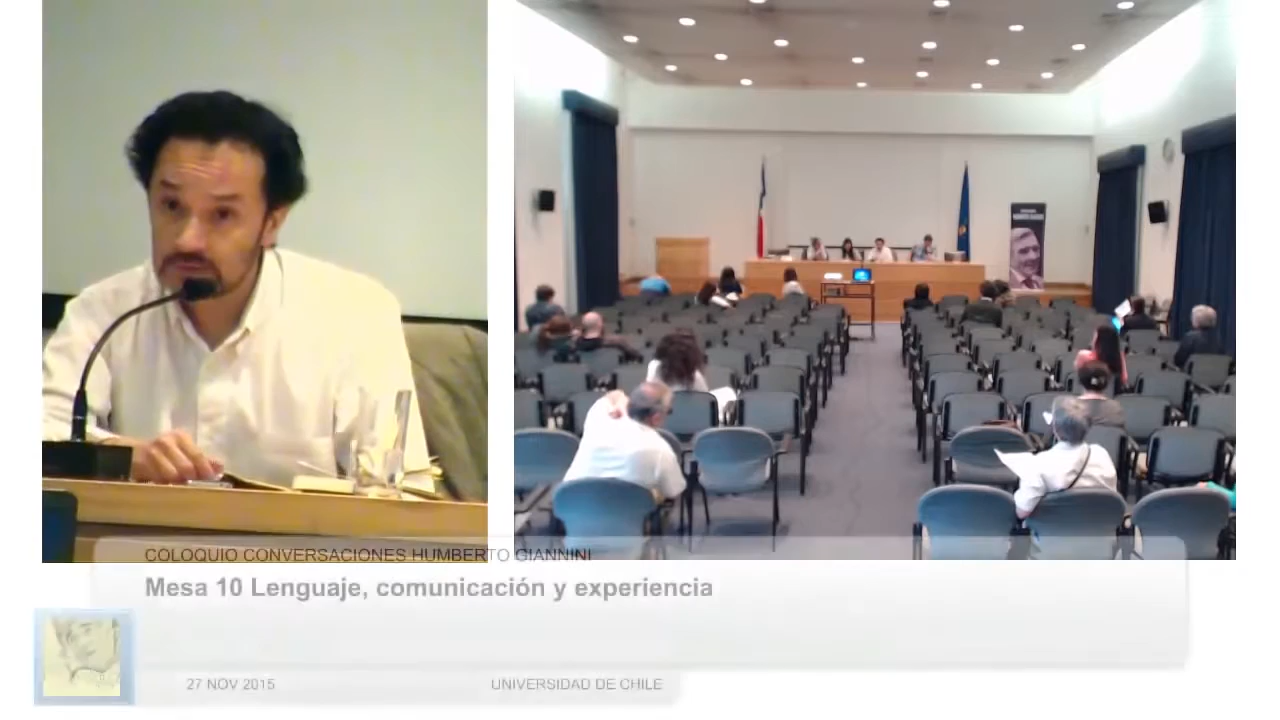 COLOQUIO CONVERSACIONES HUMBERTO GIANNINI
Mesa 10 Lenguaje, comunicación y experiencia
27 NOV 2015
UNIVERSIDAD DE CHILE